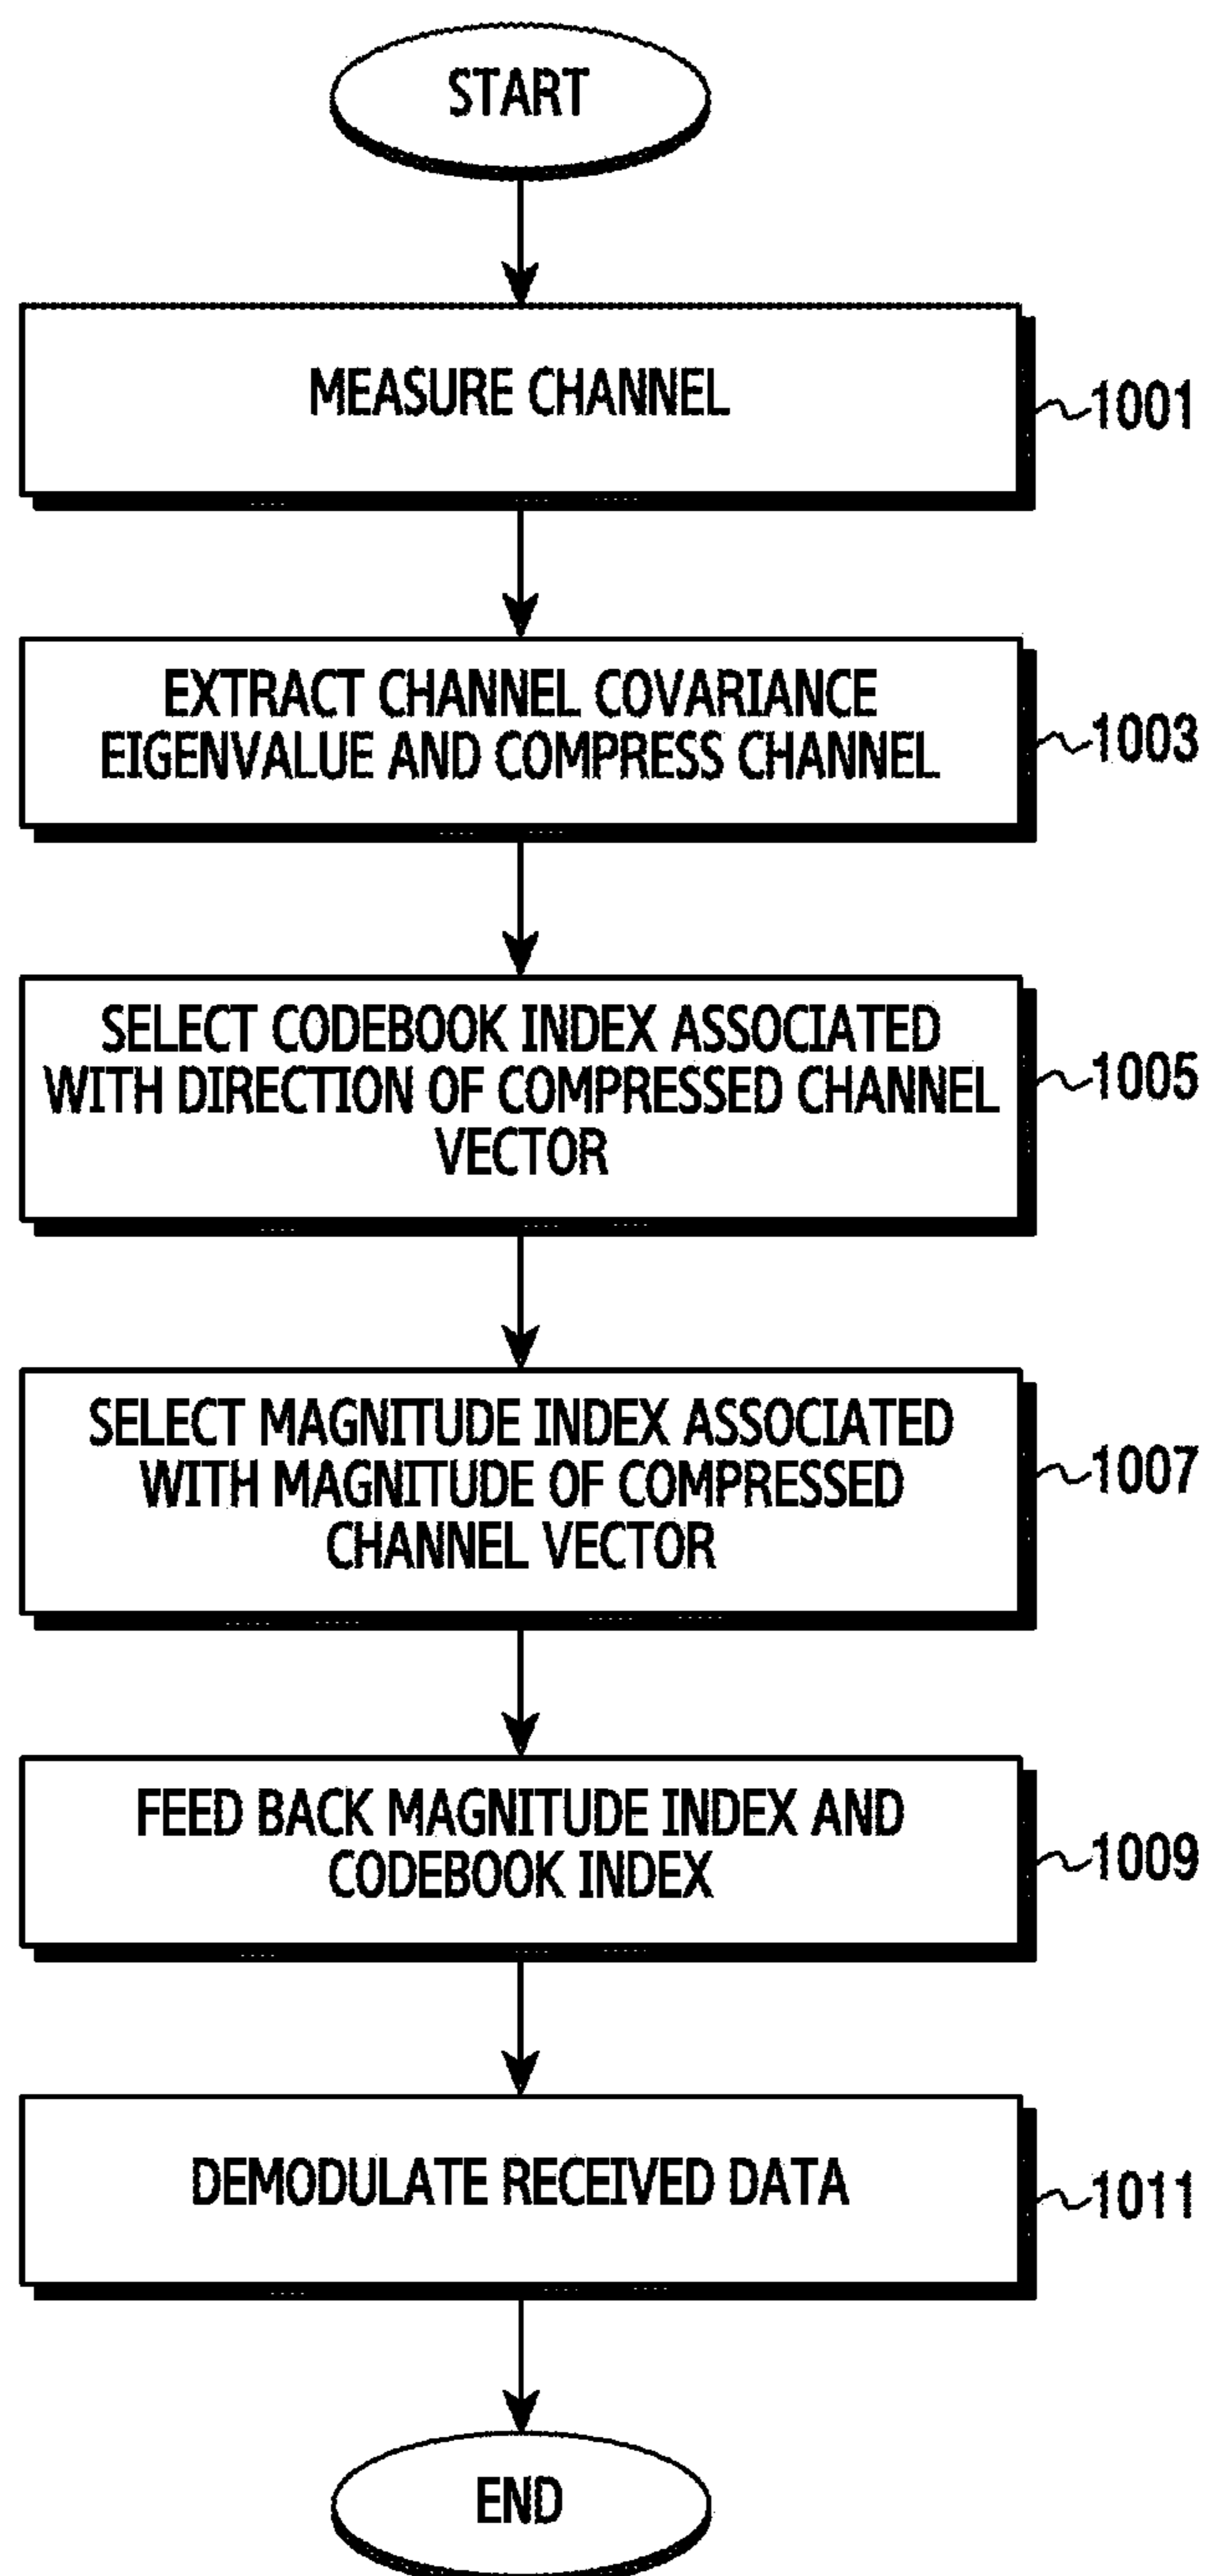 START
MEASURE CHANNEL
1001
EXTRACT CHANNEL COVARIANCE
EIGENVALUE AND COMPRESS CHANNEL
1003
SELECT CODEBOOK INDEX ASSOCIATED
WITH DIRECTION OF COMPRESSED CHANNEL
VECTOR
1005
SELECT MAGNITUDE INDEX ASSOCIATED
WITH MAGNITUDE OF COMPRESSED
CHANNEL VECTOR
1007
FEED BACK MAGNITUDE INDEX AND
CODEBOOK INDEX
1009
DEMODULATE RECEIVED DATA
1011
END